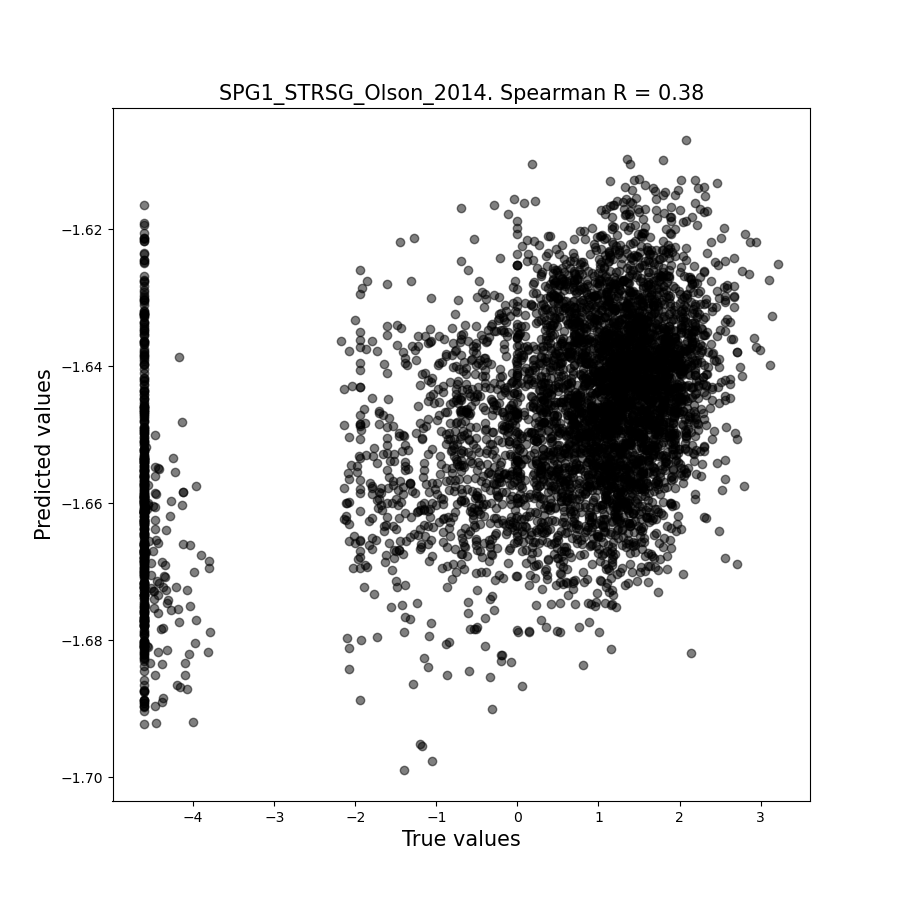 SPG1_STRSG_Olson_2014. Spearman R = 0.38
Predicted values
−1.62
−1.64
−1.66
−1.68
−1.70
−4 −3 −2 −1 0 1 2 3
True values